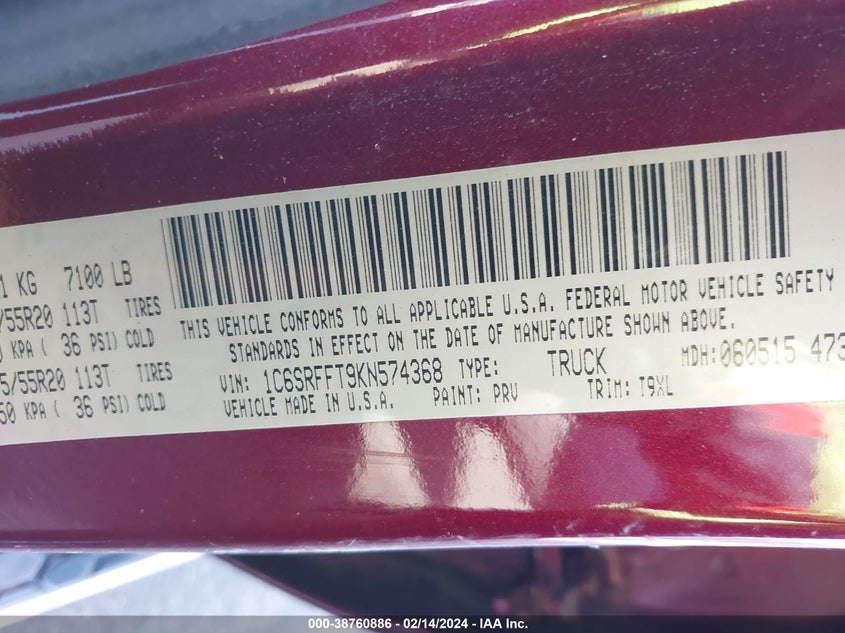 1 KG 7100 LB
/55R20 113T TIRES
KPA ( 36 PSI) COLD
5/55R20 113T TIRES
50 KPA ( 36 PSI) COLD
THIS VEHICLE CONFORMS TO ALL APPLICABLE U.S.A. FEDERAL MOTOR VEHICLE SAFETY
STANDARDS IN EFFECT ON THE DATE OF MANUFACTURE SHOWN ABOVE.
VIN: 1C6SRFFT9KN574368 TYPE: TRUCK MDH: 060515 473
VEHICLE MADE IN U.S.A. PAINT: PRV TRIM: T9XL
000-38760886 / 02/14/2024 - IAA Inc.